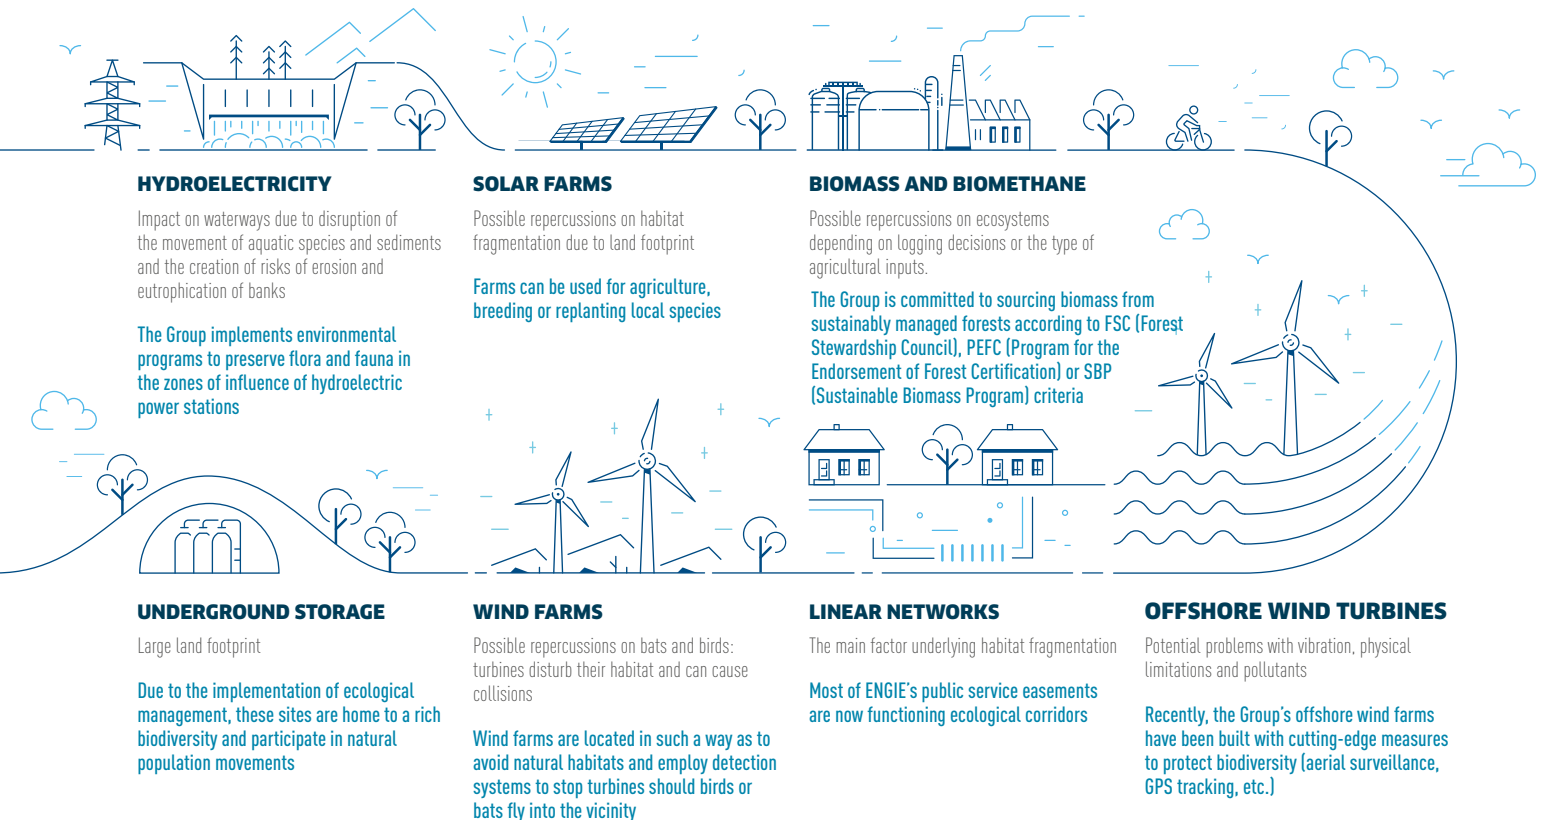 HYDROELECTRICITY
Impact on waterways due to disruption of
the movement of aquatic species and sediments
and the creation of risks of erosion and
eutrophication of banks
The Group implements environmental
programs to preserve flora and fauna in
the zones of influence of hydroelectric
power stations
SOLAR FARMS
Possible repercussions on habitat
fragmentation due to land footprint
Farms can be used for agriculture,
breeding or replanting local species
BIOMASS AND BIOMETHANE
Possible repercussions on ecosystems
depending on logging decisions or the type of
agricultural inputs.
The Group is committed to sourcing biomass from
sustainably managed forests according to FSC (Forest
Stewardship Council), PEFC (Program for the
Endorsement of Forest Certification) or SBP
(Sustainable Biomass Program) criteria
UNDERGROUND STORAGE
Large land footprint
Due to the implementation of ecological
management, these sites are home to a rich
biodiversity and participate in natural
population movements
WIND FARMS
Possible repercussions on bats and birds:
turbines disturb their habitat and can cause
collisions
Wind farms are located in such a way as to
avoid natural habitats and employ detection
systems to stop turbines should birds or
bats fly into the vicinity
LINEAR NETWORKS
The main factor underlying habitat fragmentation
Most of ENGIE's public service easements
are now functioning ecological corridors
OFFSHORE WIND TURBINES
Potential problems with vibration, physical
limitations and pollutants
Recently, the Group's offshore wind farms
have been built with cutting-edge measures
to protect biodiversity (aerial surveillance,
GPS tracking, etc.)